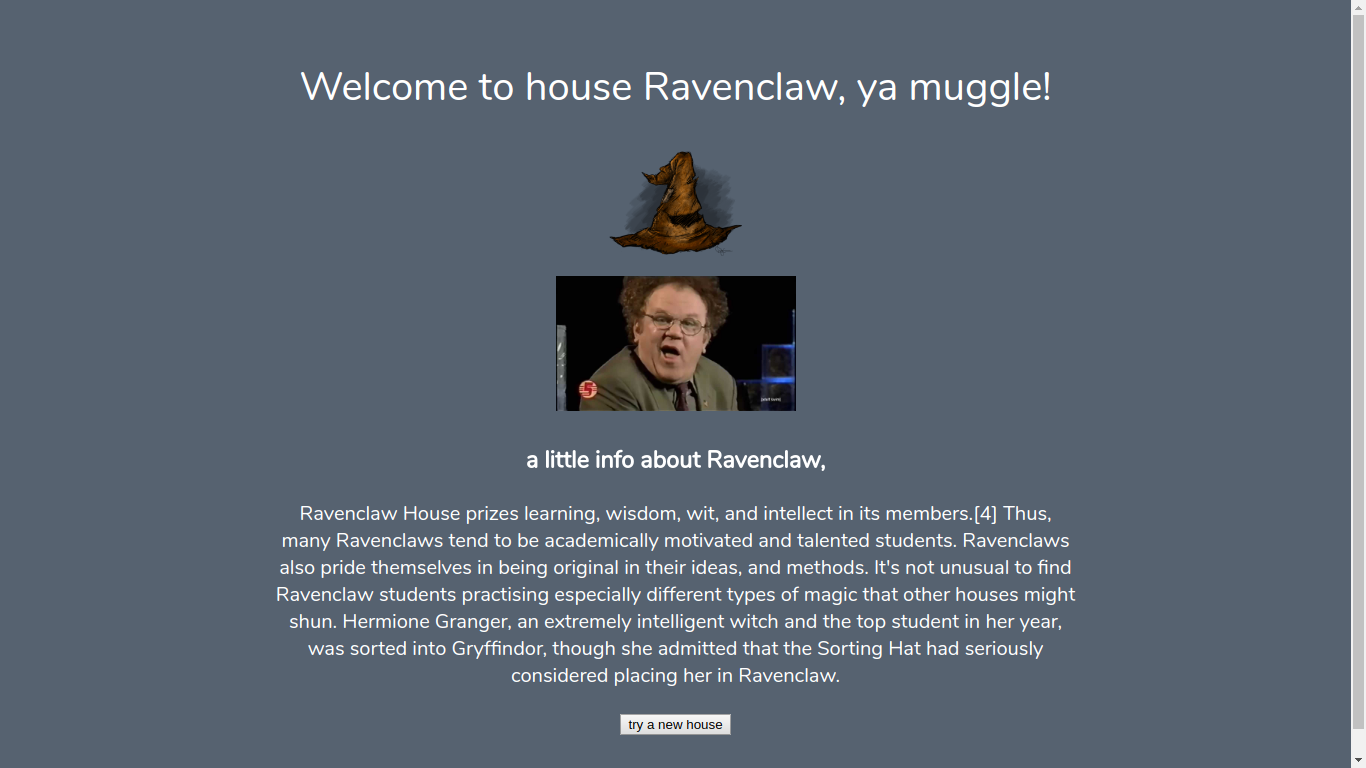 Welcome to house Ravenclaw, ya muggle!
5
a little info about Ravenclaw,
Ravenclaw House prizes learning, wisdom, wit, and intellect in its members.[4] Thus,
many Ravenclaws tend to be academically motivated and talented students. Ravenclaws
also pride themselves in being original in their ideas, and methods. It's not unusual to find
Ravenclaw students practising especially different types of magic that other houses might
shun. Hermione Granger, an extremely intelligent witch and the top student in her year,
was sorted into Gryffindor, though she admitted that the Sorting Hat had seriously
considered placing her in Ravenclaw.
try a new house